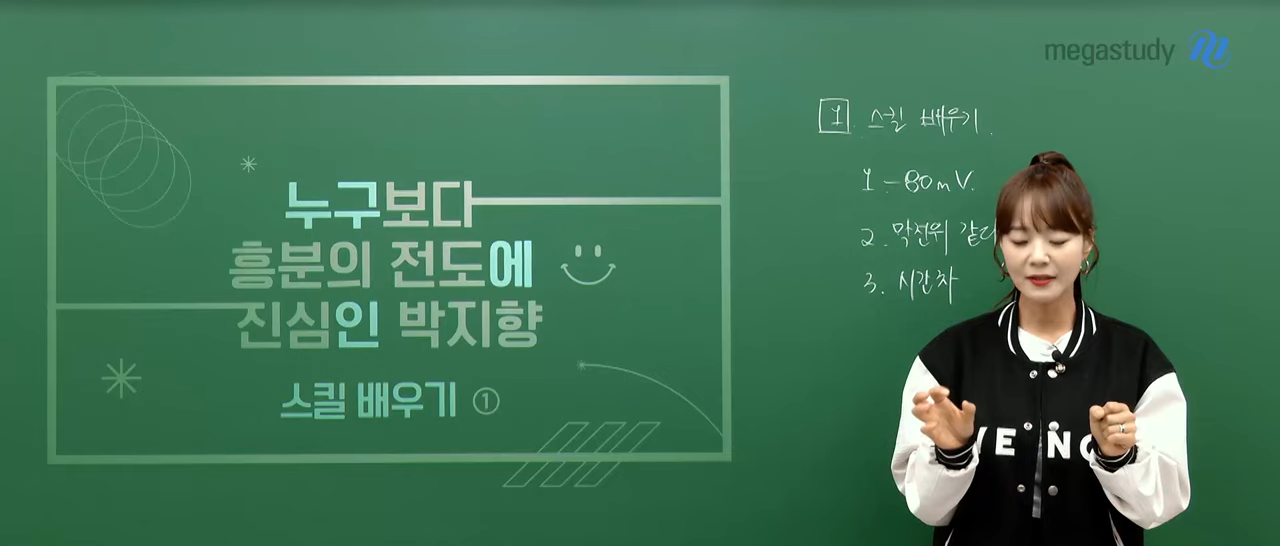 megastudy
누구보다
흥분의 전도에
진심인 박지향
스킬 배우기 ①
1 스킬 배우기.
1 -80mV.
2. 막전위 같다
3. 시간차
VE NO